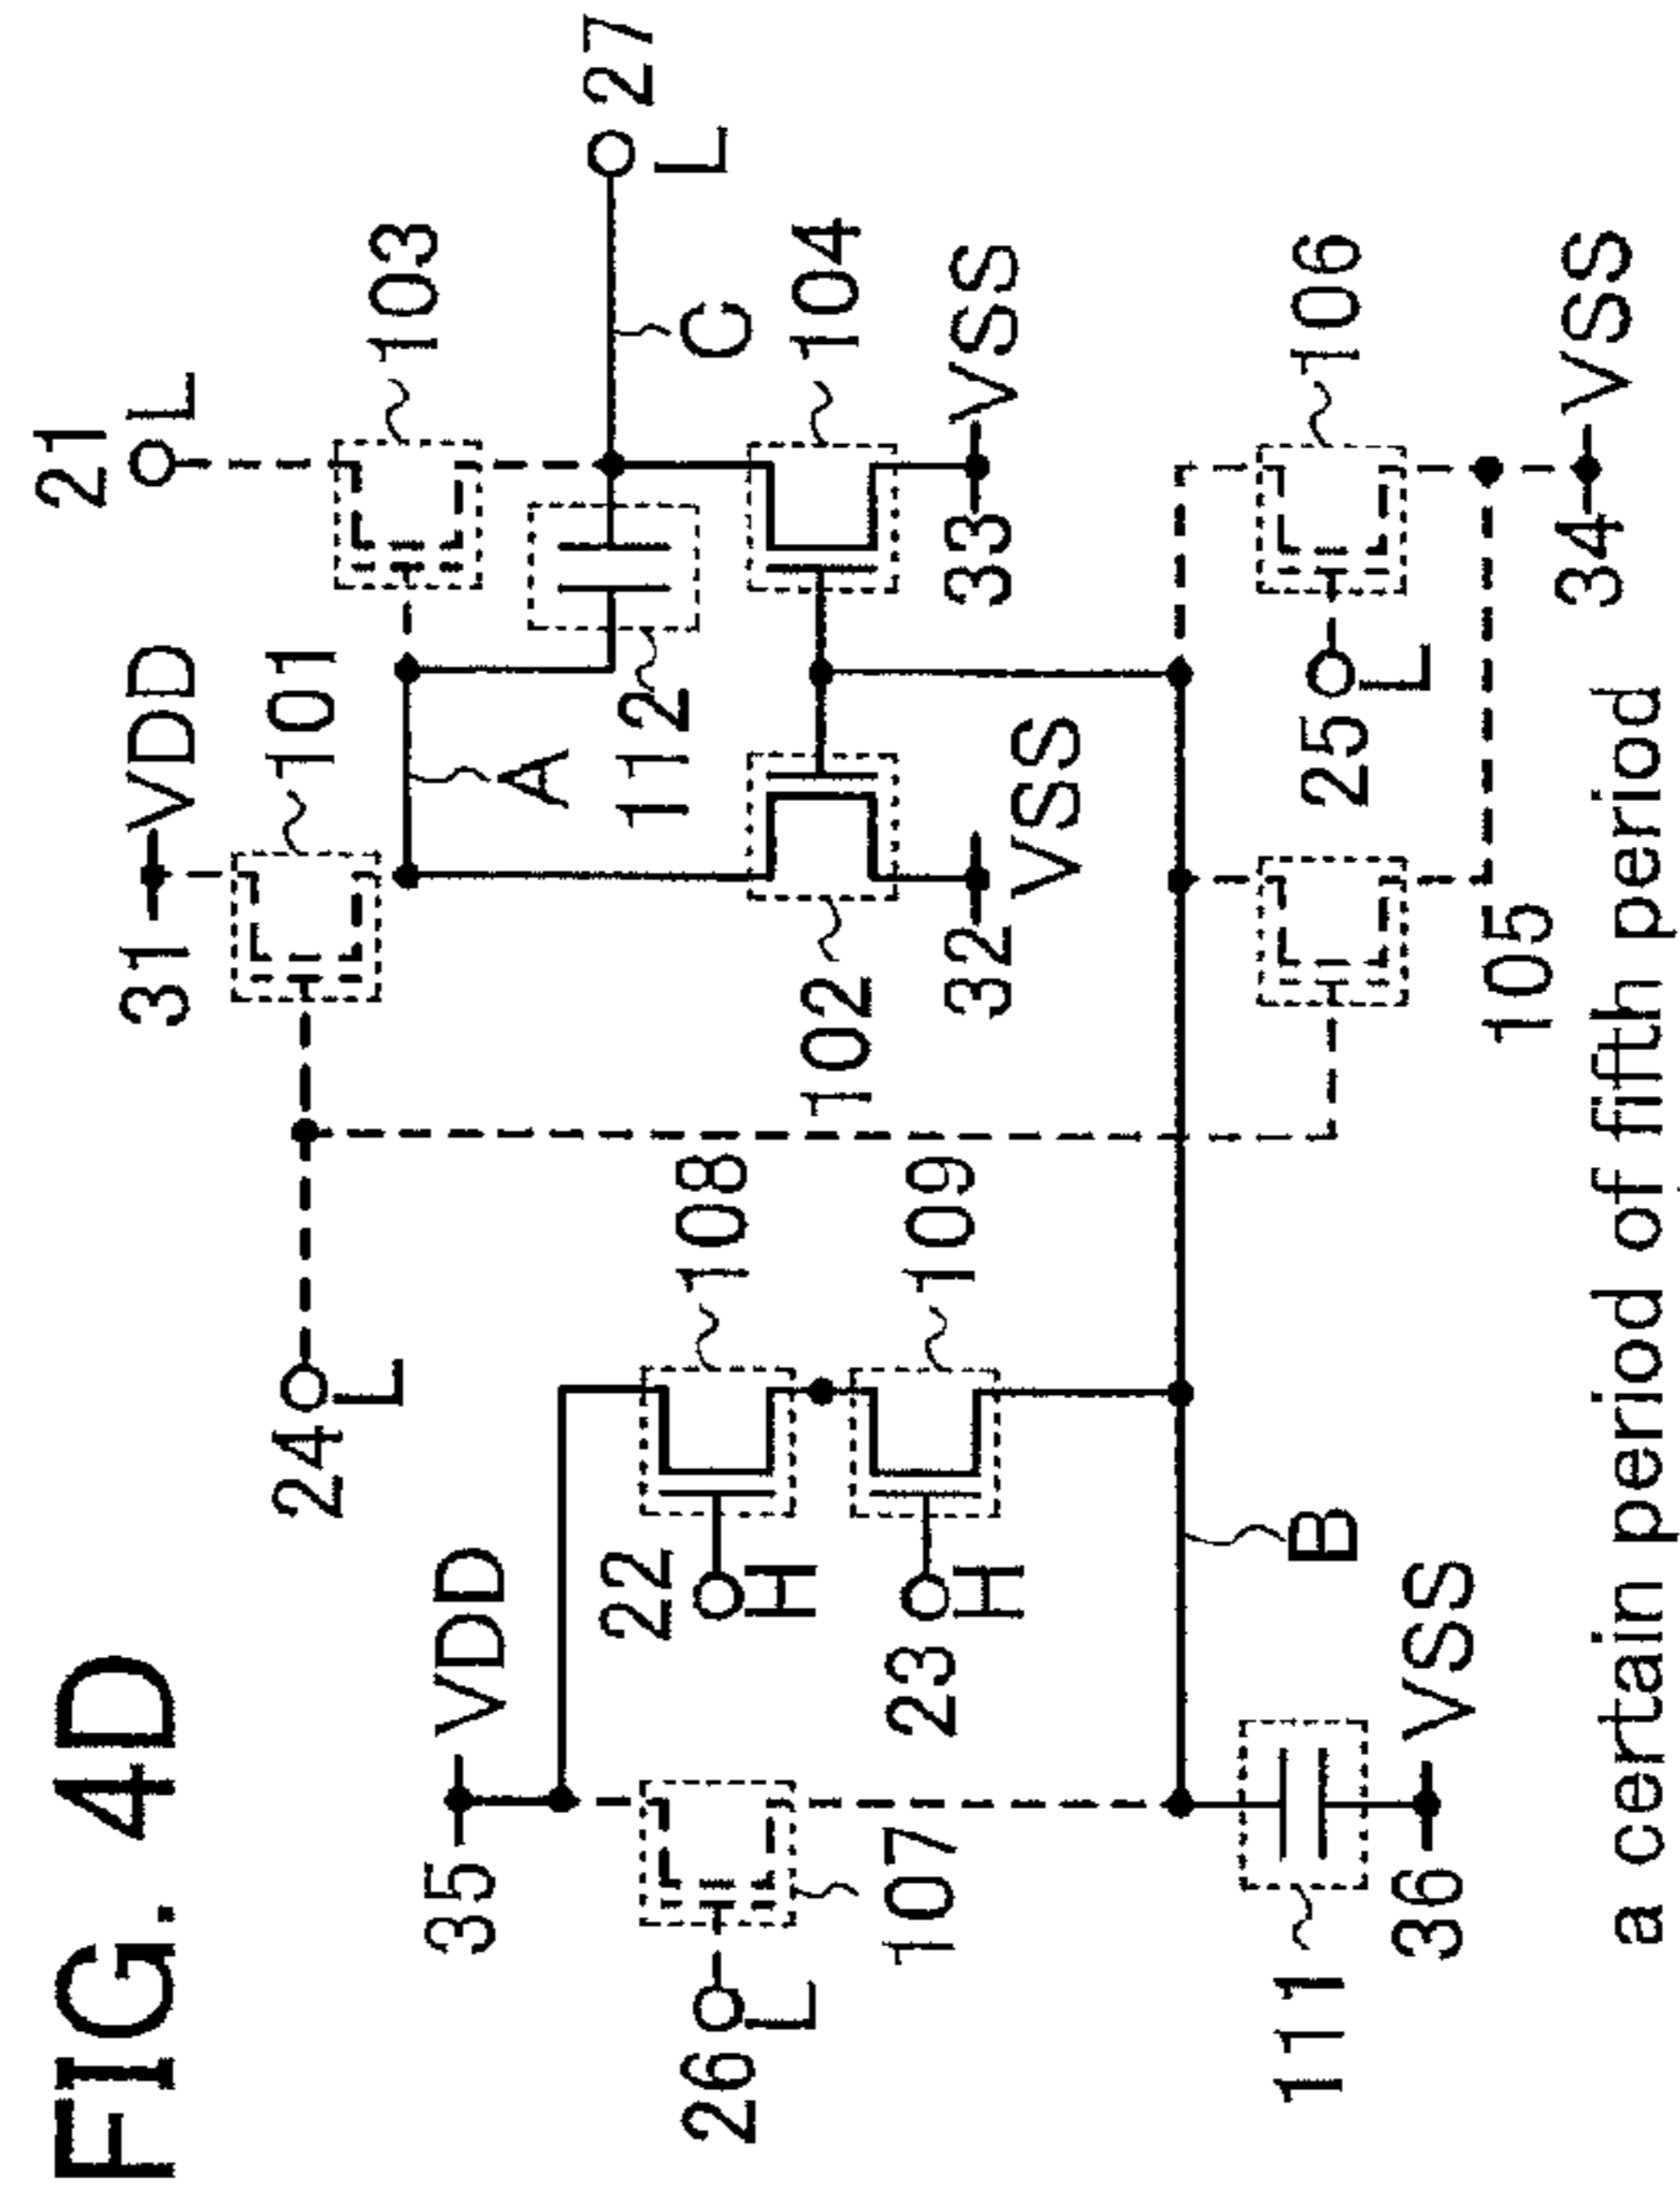 FIG. 4D
21
L
31
VDD
101
103
24
L
A
112
27
L
C
35
VDD
22
H
108
102
104
26
L
107
23
H
109
32
VSS
33
VSS
B
111
36
VSS
25
L
106
105
34
VSS
a certain period of fifth period